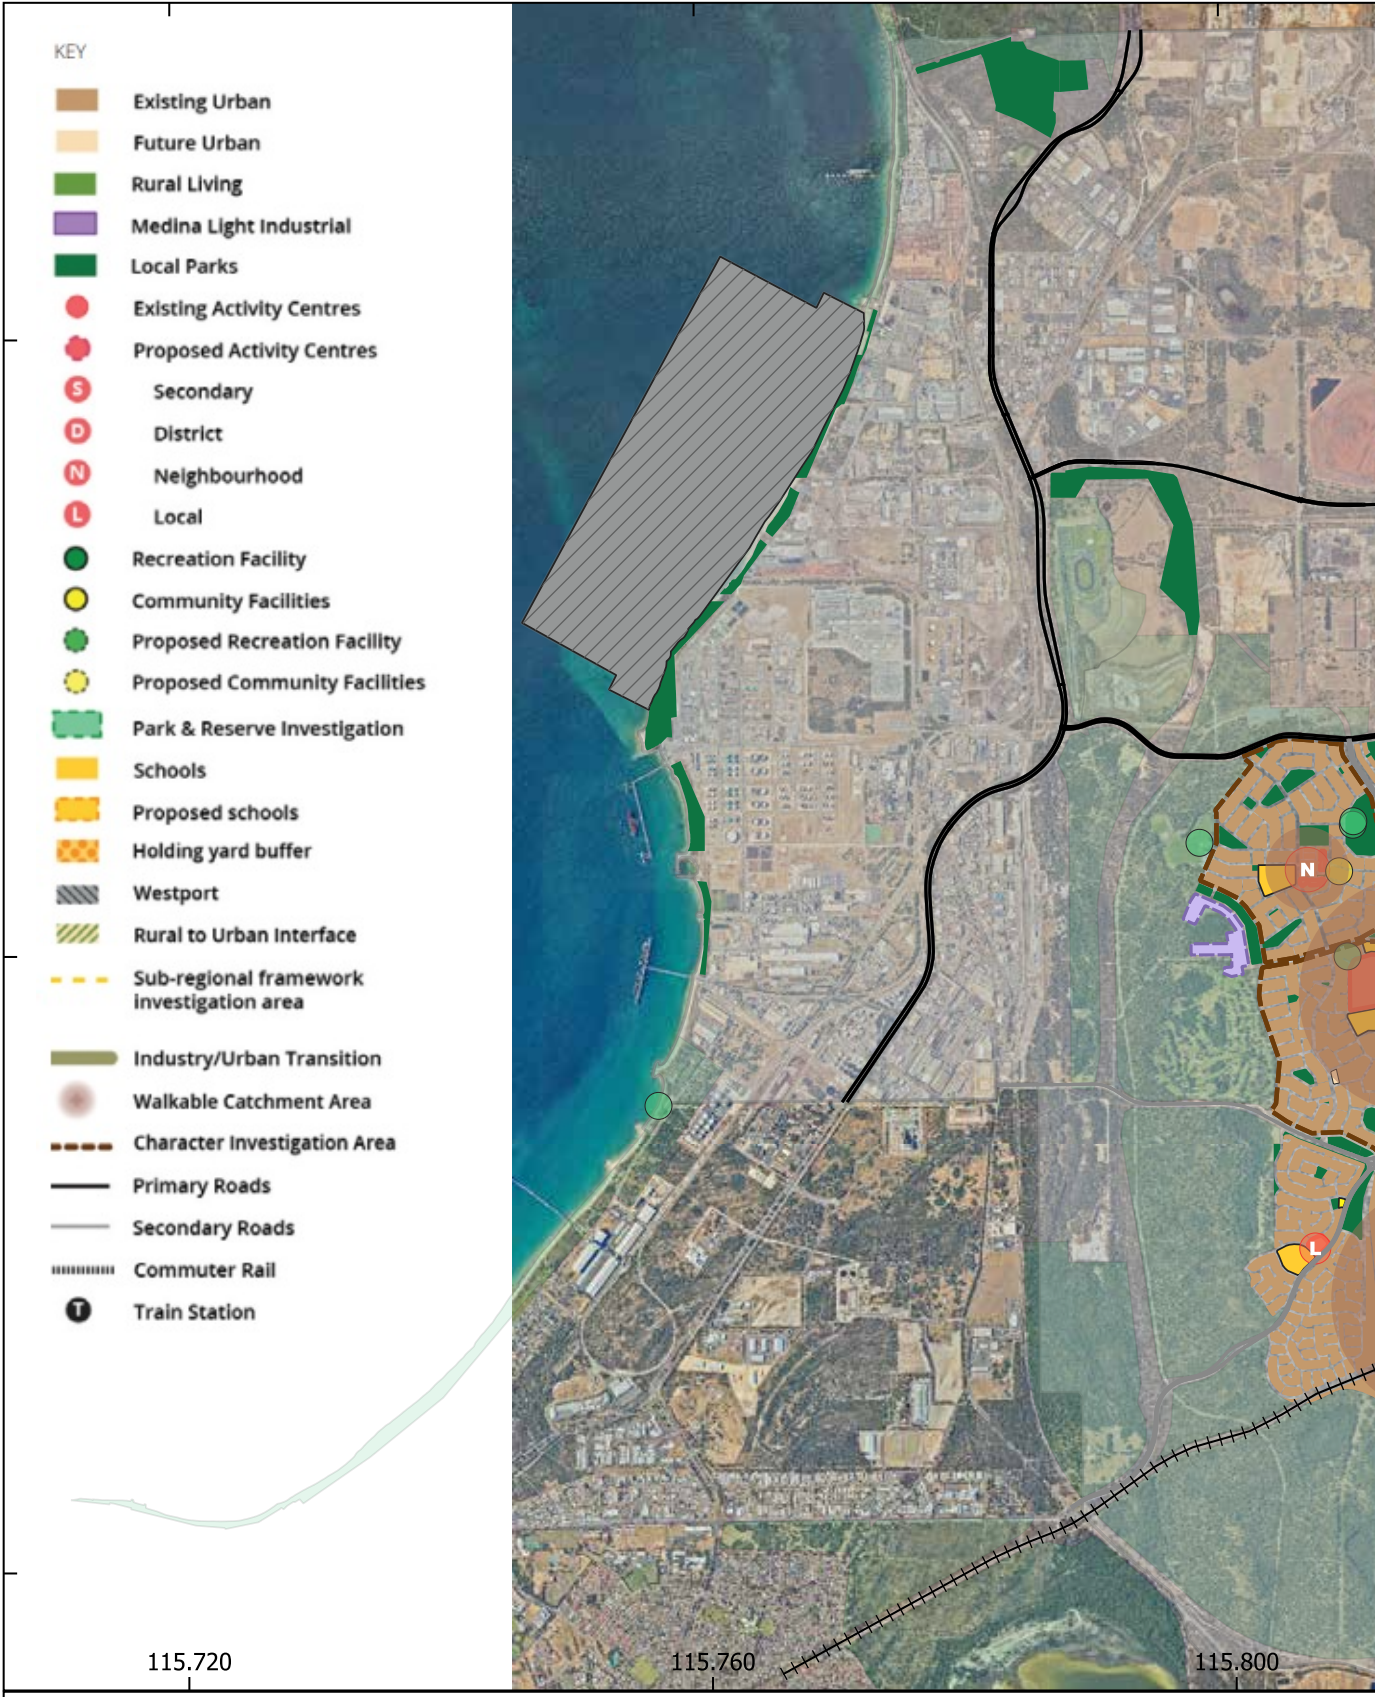 KEY
Existing Urban
Future Urban
Rural Living
Medina Light Industrial
Local Parks
Existing Activity Centres
Proposed Activity Centres
S Secondary
D District
N Neighbourhood
L Local
Recreation Facility
Community Facilities
Proposed Recreation Facility
Proposed Community Facilities
Park & Reserve Investigation
Schools
Proposed schools
Holding yard buffer
Westport
Rural to Urban Interface
Sub-regional framework
investigation area
Industry/Urban Transition
Walkable Catchment Area
Character Investigation Area
Primary Roads
Secondary Roads
Commuter Rail
T Train Station
N
L
115.720
115.760
115.800